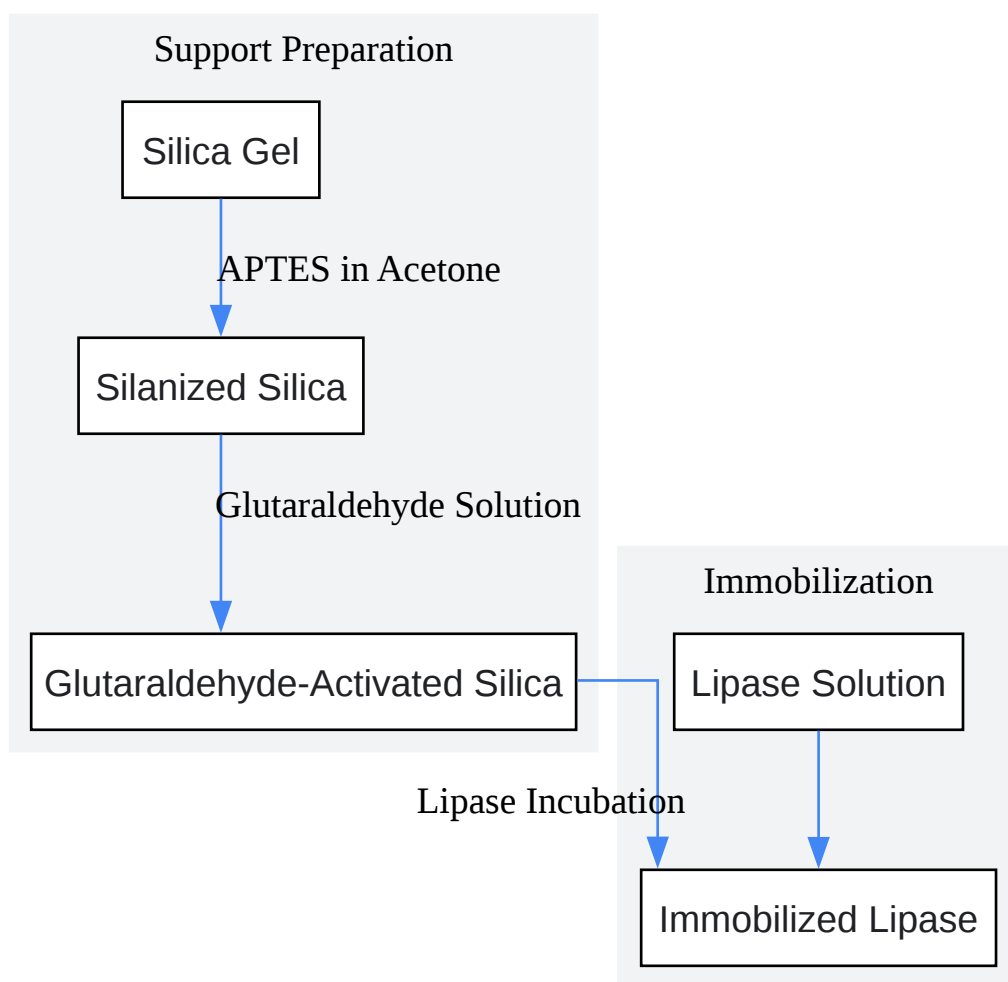 Support Preparation
Silica Gel
APTES in Acetone
Silanized Silica
Glutaraldehyde Solution
Glutaraldehyde-Activated Silica
Immobilization
Lipase Solution
Lipase Incubation
Immobilized Lipase